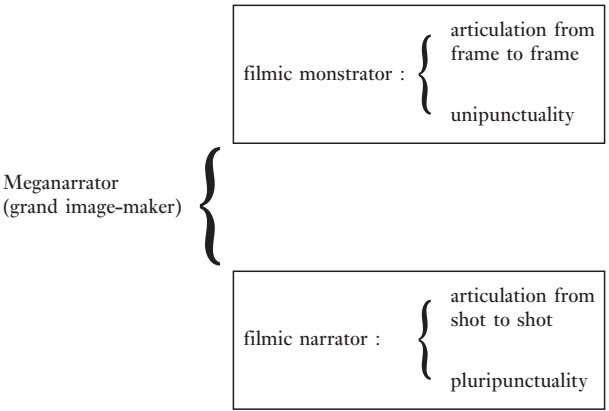 articulation from
frame to frame
filmic monstrator :
unipunctuality
Meganarrator
(grand image-maker)
articulation from
shot to shot
filmic narrator :
pluripunctuality